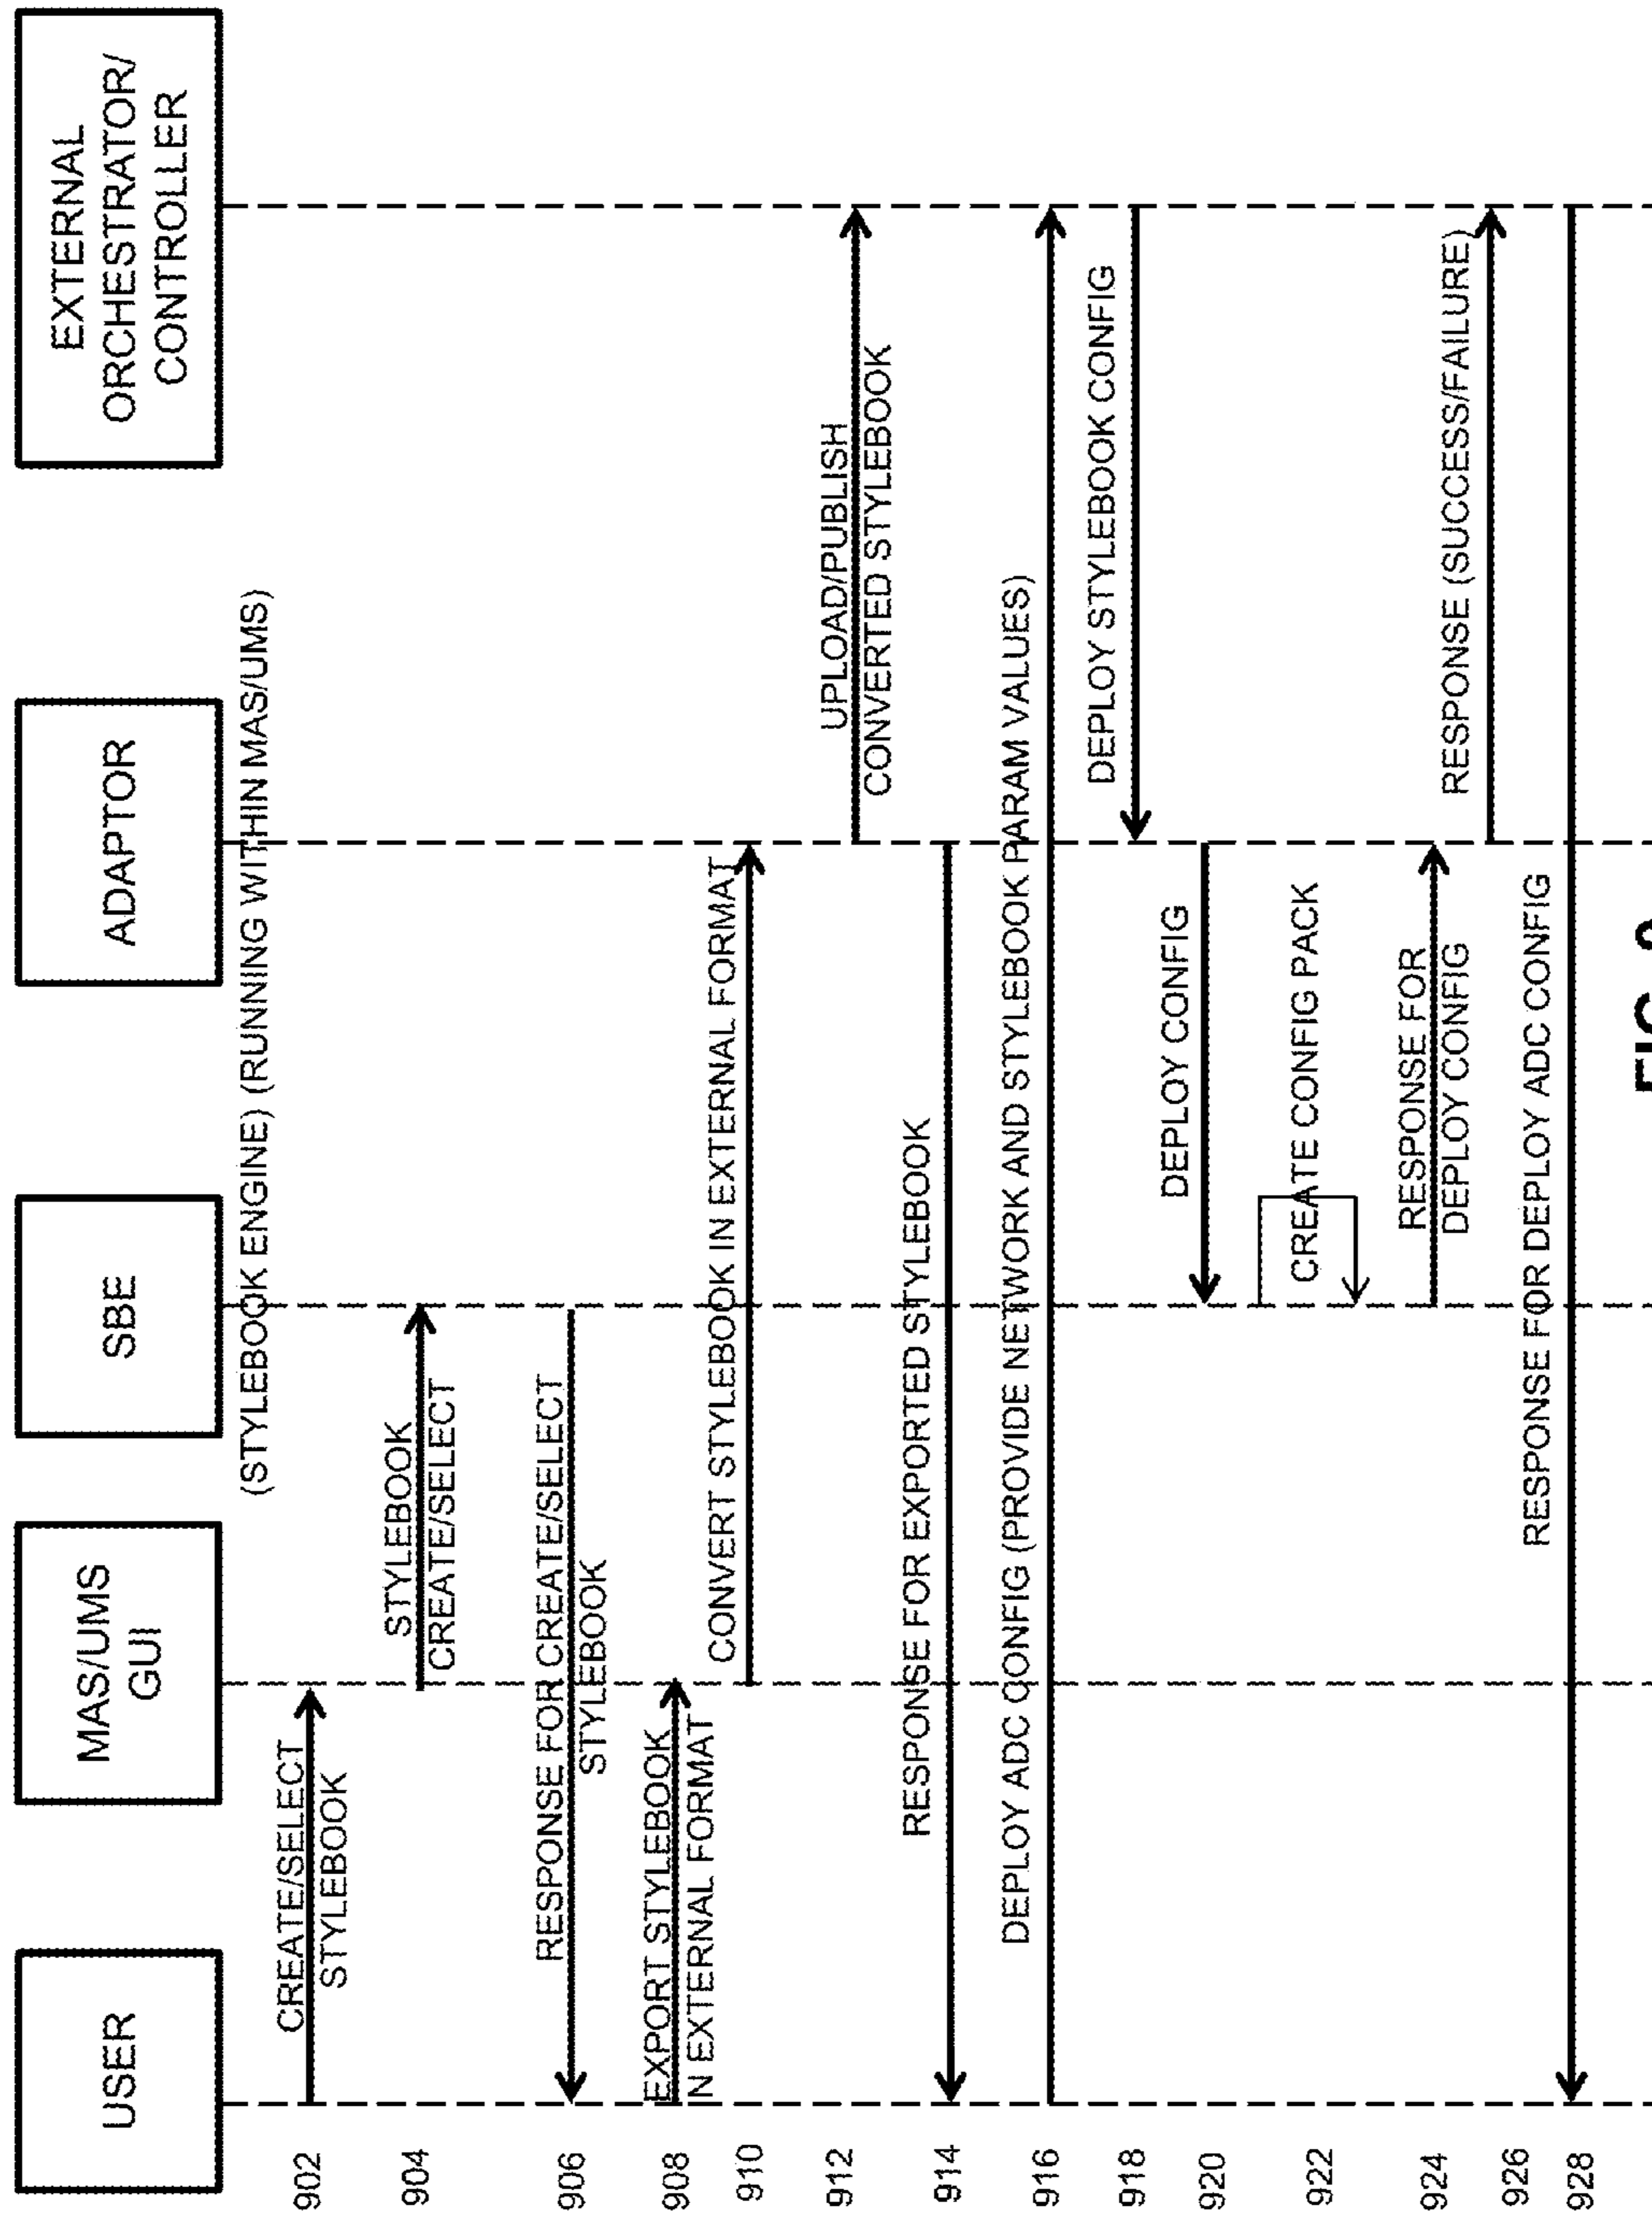 USER
MAS/UMS
GUI
SBE
ADAPTOR
EXTERNAL
ORCHESTRATOR/
CONTROLLER
(STYLEBOOK ENGINE) (RUNNING WITHIN MAS/UMS)
902
CREATE/SELECT
STYLEBOOK
904
STYLEBOOK
CREATE/SELECT
906
RESPONSE FOR CREATE/SELECT
STYLEBOOK
908
EXPORT STYLEBOOK
N EXTERNAL FORMAT
910
CONVERT STYLEBOOK IN EXTERNAL FORMAT
912
UPLOAD/PUBLISH
CONVERTED STYLEBOOK
914
RESPONSE FOR EXPORTED STYLEBOOK
916
DEPLOY ADC CONFIG (PROVIDE NETWORK AND STYLEBOOK PARAM VALUES)
918
DEPLOY STYLEBOOK CONFIG
920
DEPLOY CONFIG
922
CREATE CONFIG PACK
924
RESPONSE FOR
DEPLOY CONFIG
926
RESPONSE (SUCCESS/FAILURE)
928
RESPONSE FOR DEPLOY ADC CONFIG